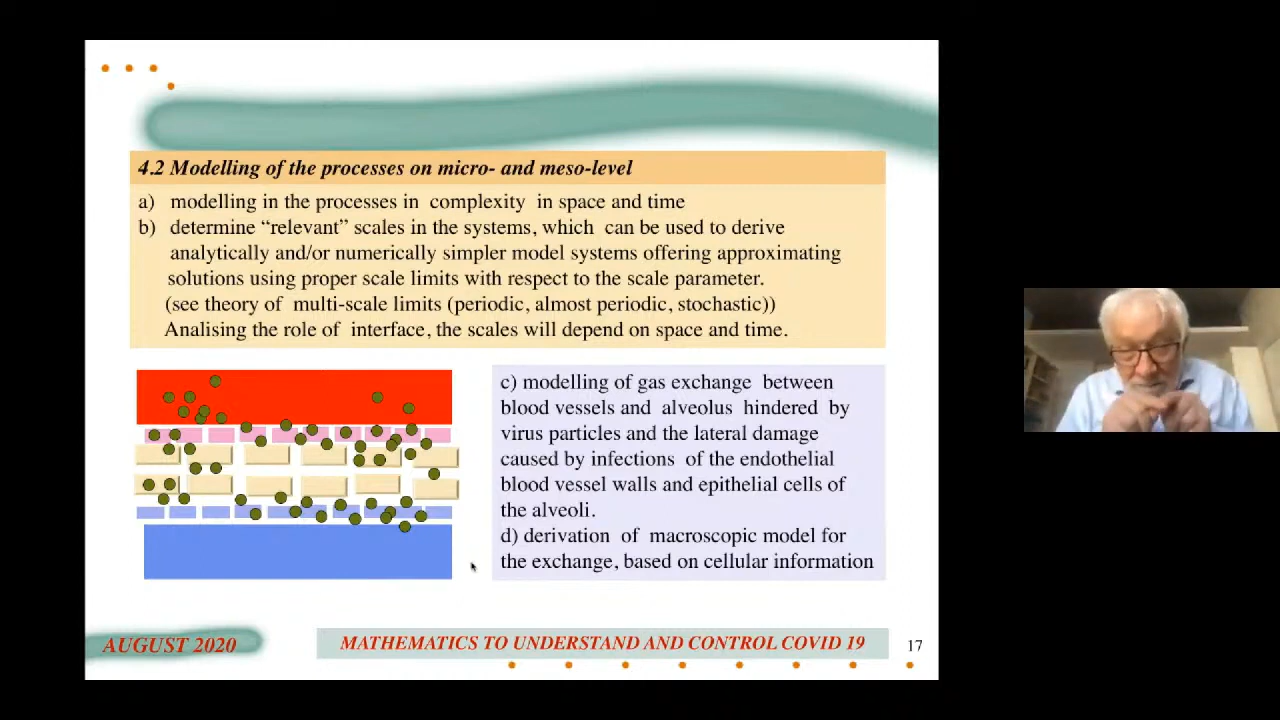 4.2 Modelling of the processes on micro- and meso-level
a) modelling in the processes in complexity in space and time
b) determine “relevant” scales in the systems, which can be used to derive
analytically and/or numerically simpler model systems offering approximating
solutions using proper scale limits with respect to the scale parameter.
(see theory of multi-scale limits (periodic, almost periodic, stochastic))
Analising the role of interface, the scales will depend on space and time.
c) modelling of gas exchange between
blood vessels and alveolus hindered by
virus particles and the lateral damage
caused by infections of the endothelial
blood vessel walls and epithelial cells of
the alveoli.
d) derivation of macroscopic model for
the exchange, based on cellular information
AUGUST 2020
MATHEMATICS TO UNDERSTAND AND CONTROL COVID 19
17